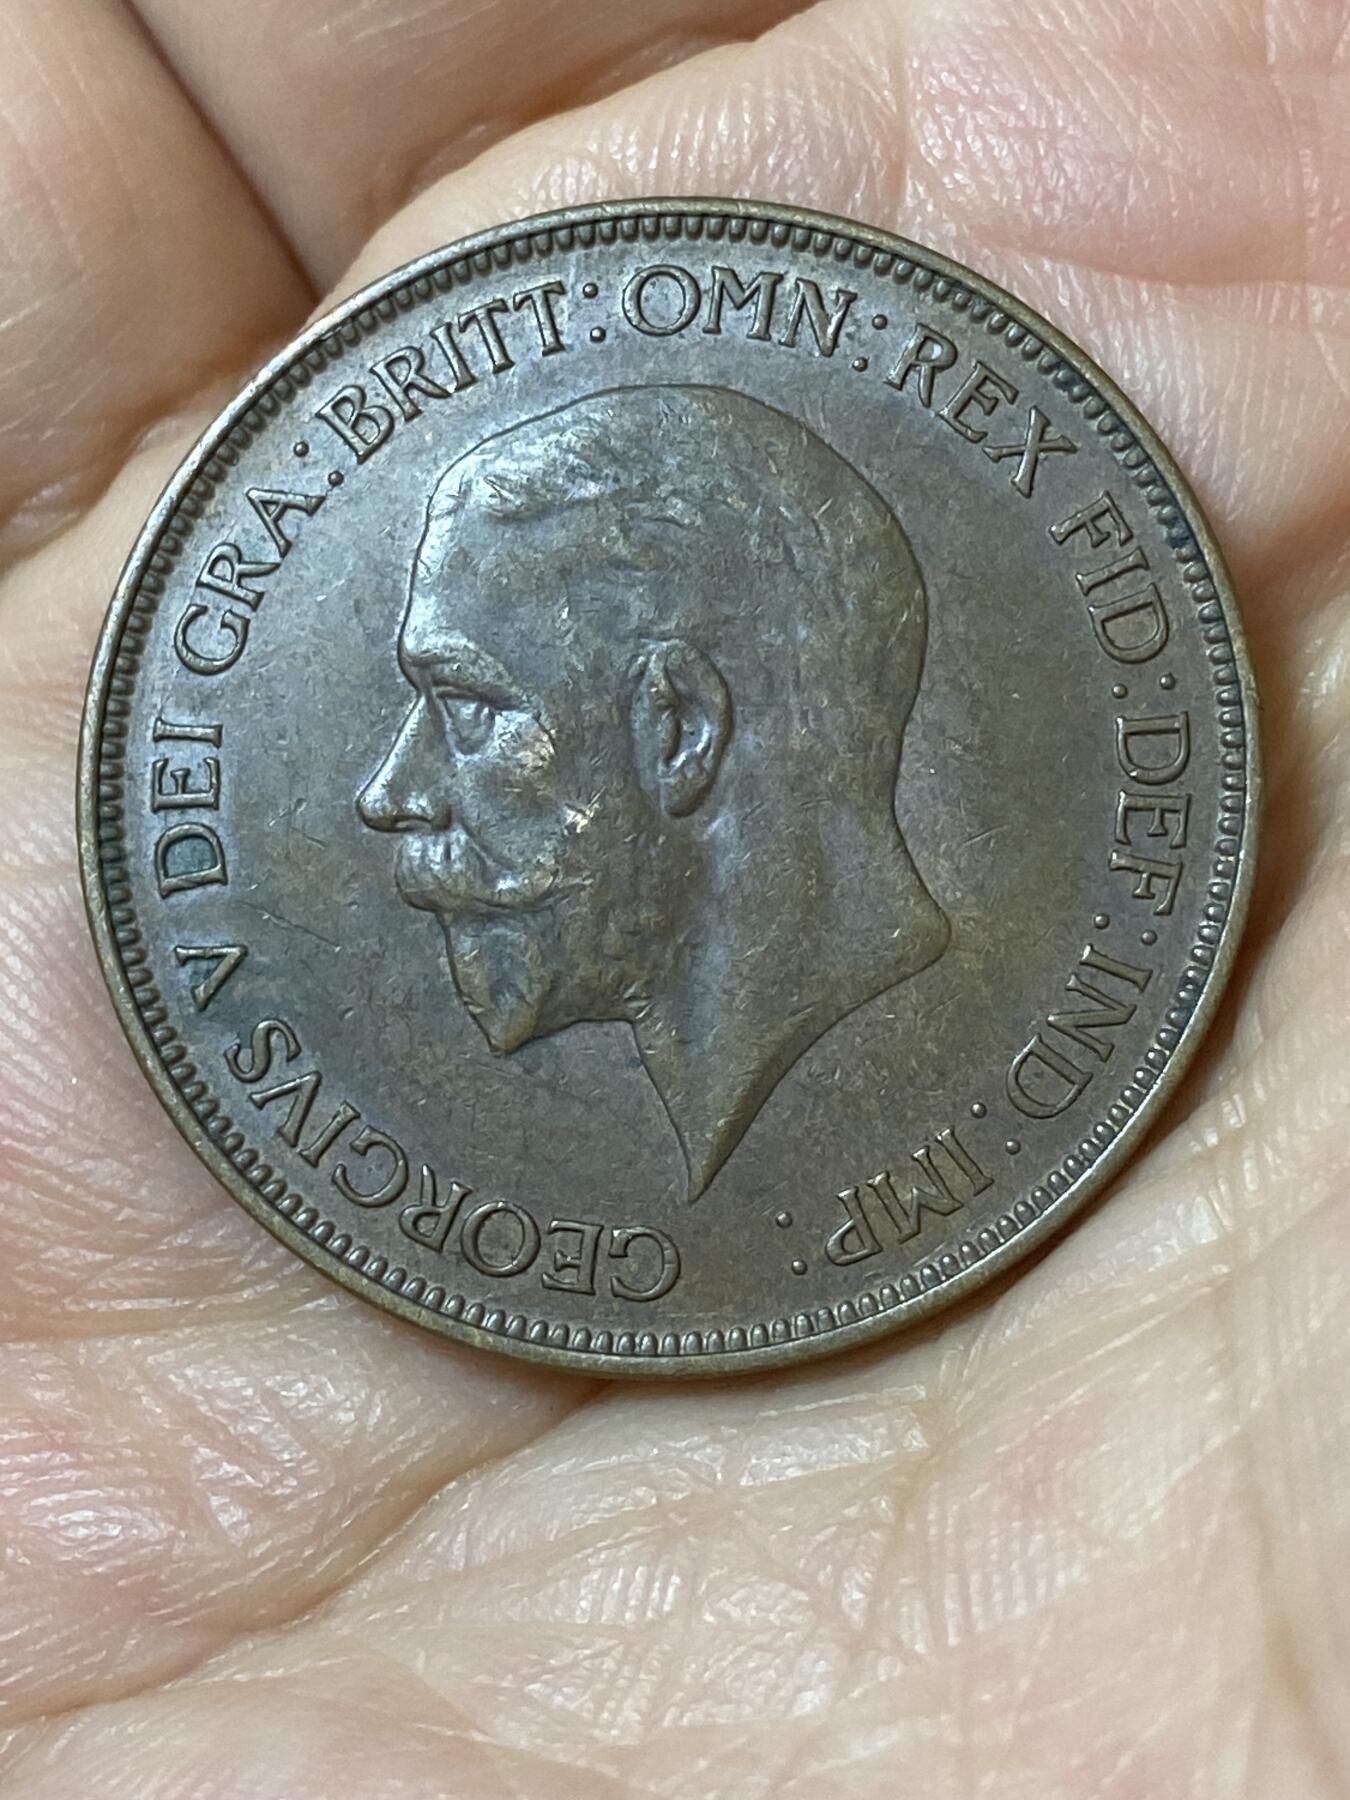 GEORGIVS V DEI GRA: BRITT: OMN: REX FID: DEF: IND: IMP: